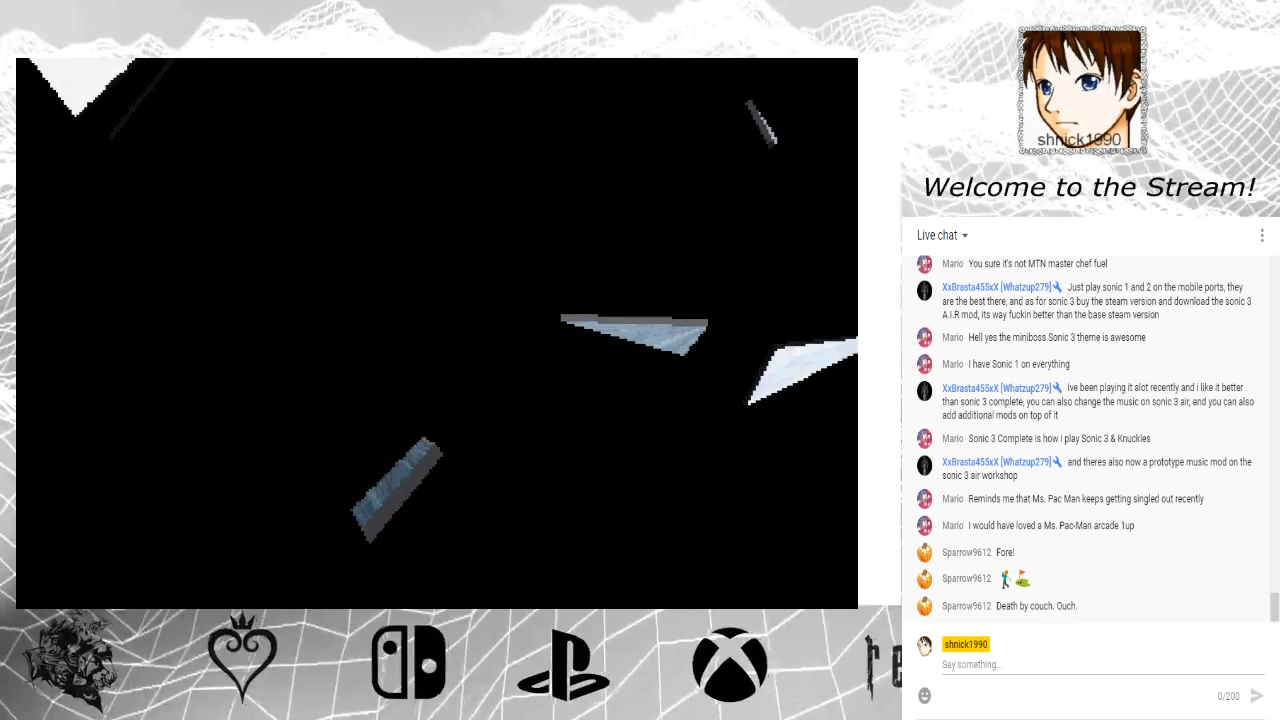 shnick1990
Welcome to the Stream!
Live chat
Mario You sure it's not MTN master chef fuel
XxBrasta455xX [Whatzup279] Just play sonic 1 and 2 on the mobile ports, they
are the best there, and as for sonic 3 buy the steam version and download the sonic 3
A.I.R mod, its way fuckin better than the base steam version
Mario Hell yes the miniboss Sonic 3 theme is awesome
Mario I have Sonic 1 on everything
XxBrasta455xX [Whatzup279] ive been playing it alot recently and i like it better
than sonic 3 complete, you can also change the music on sonic 3 air, and you can also
add additional mods on top of it
Mario Sonic 3 Complete is how I play Sonic 3 & Knuckles
XxBrasta455xX [Whatzup279] and theres also now a prototype music mod on the
sonic 3 air workshop
Mario Reminds me that Ms. Pac Man keeps getting singled out recently
Mario I would have loved a Ms. Pac-Man arcade 1up
Sparrow9612 Fore!
Sparrow9612
Sparrow9612 Death by couch. Ouch.
shnick1990
Say something...
0/200
re